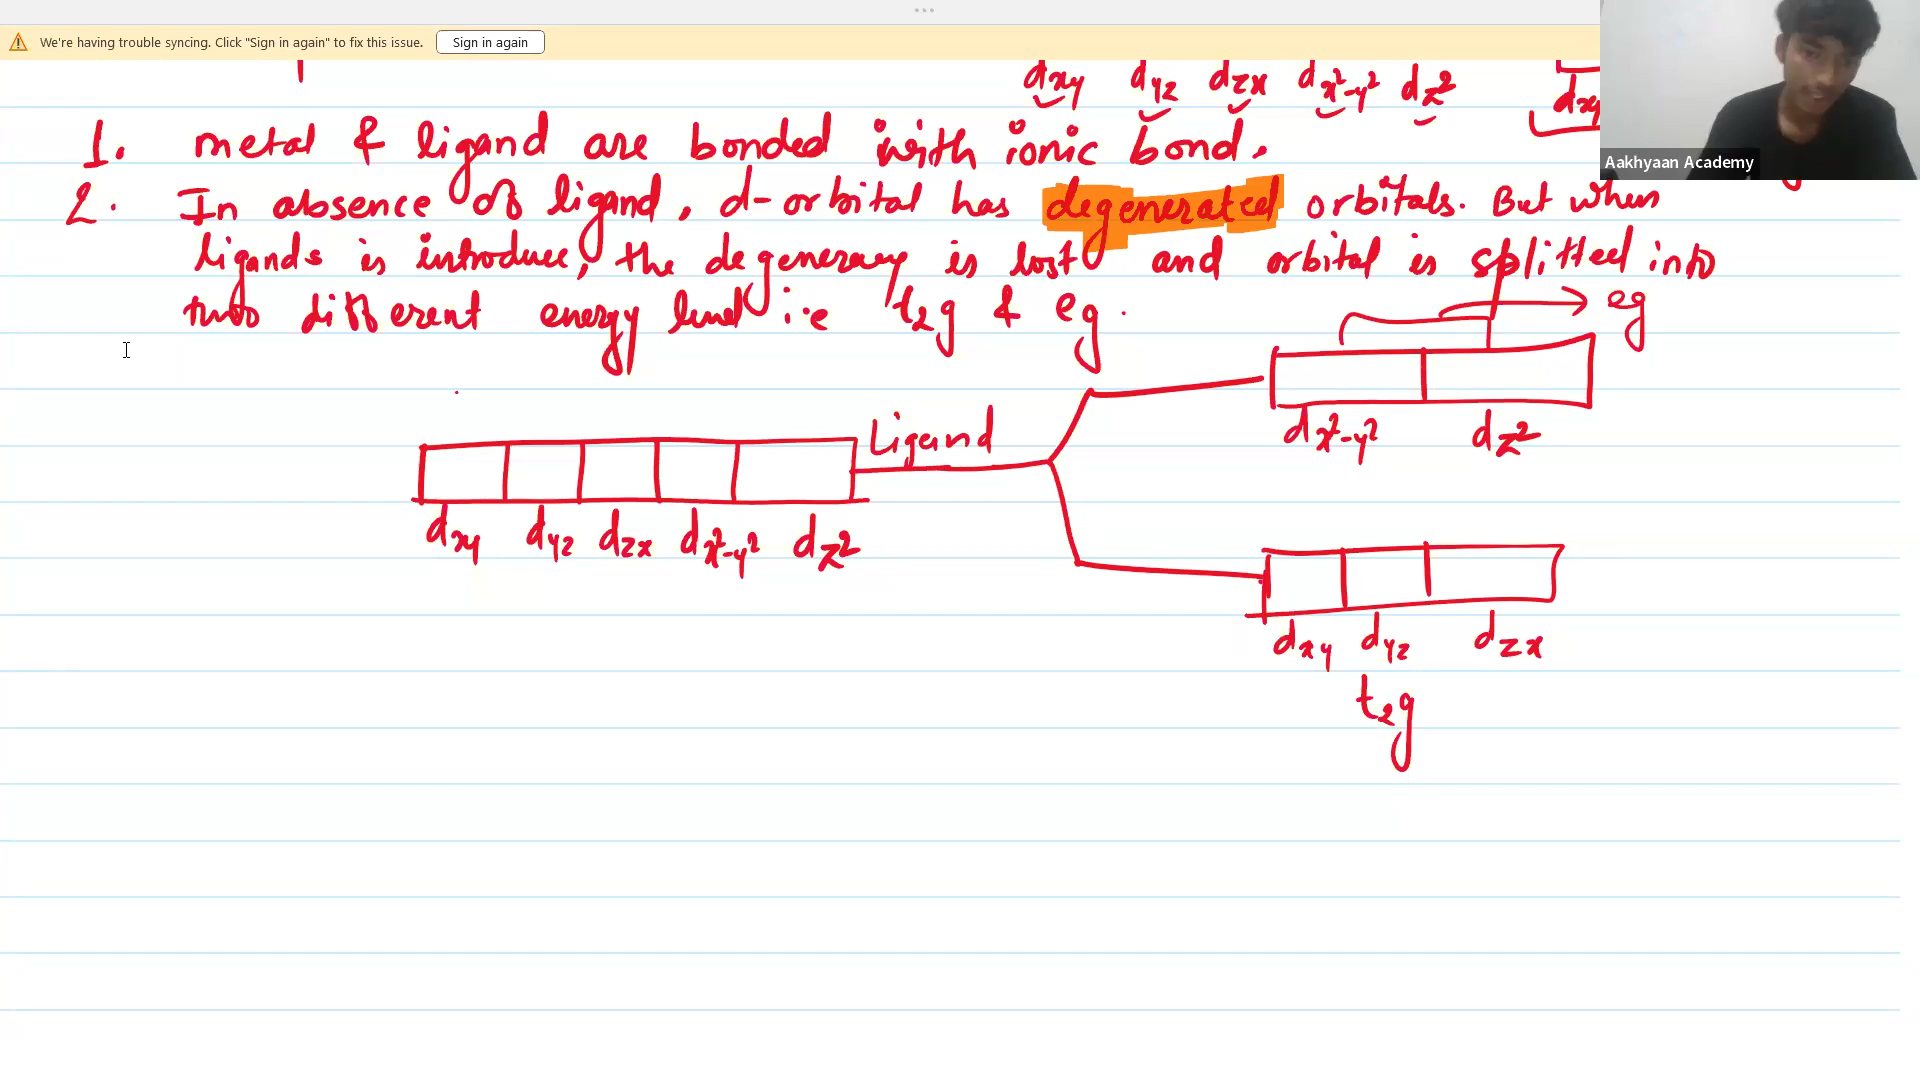 We're having trouble syncing. Click "Sign in again" to fix this issue. Sign in again
dxy dyz dzx dx²-y² dz² dxy
Aakhyaan Academy
1. metal & ligand are bonded with ionic bond.
2. In absence of ligand, d-orbital has degenerated orbitals. But when
ligands is introduce, the degeneracy is lost and orbital is splitted into
two different energy level i.e t₂g & eg.
eg
dx²-y² dz²
Ligand
dxy dyz dzx dx²-y² dz²
dxy dyz dzx
t₂g